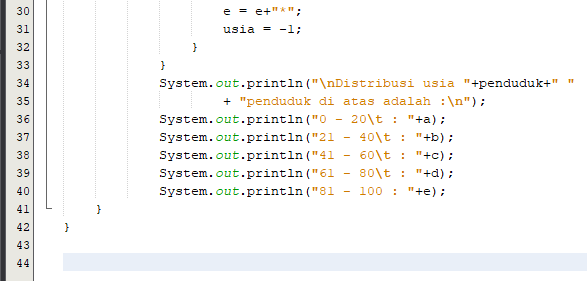 30 e = e+"*";
31 usia = -1;
32 }
33 }
34 System.out.println("\nDistribusi usia "+penduduk+" "
35 + "penduduk di atas adalah :\n");
36 System.out.println("0 - 20\t : "+a);
37 System.out.println("21 - 40\t : "+b);
38 System.out.println("41 - 60\t : "+c);
39 System.out.println("61 - 80\t : "+d);
40 System.out.println("81 - 100 : "+e);
41 }
42 }
43
44